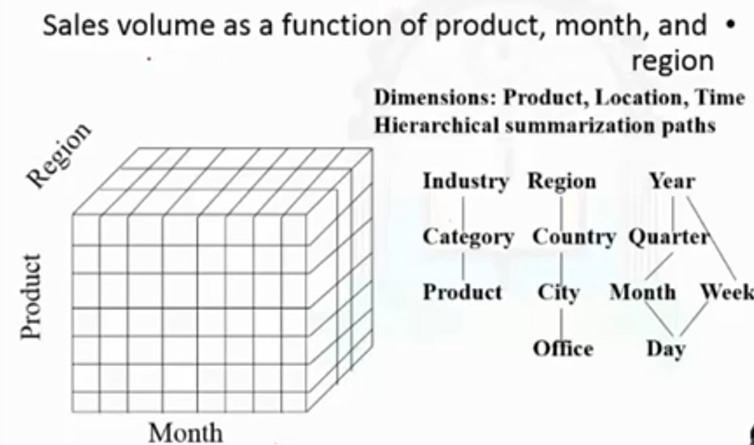 Sales volume as a function of product, month, and •
region
Dimensions: Product, Location, Time
Hierarchical summarization paths
Region
Product
Month
Industry Region Year
Category Country Quarter
Product City Month Week
Office Day